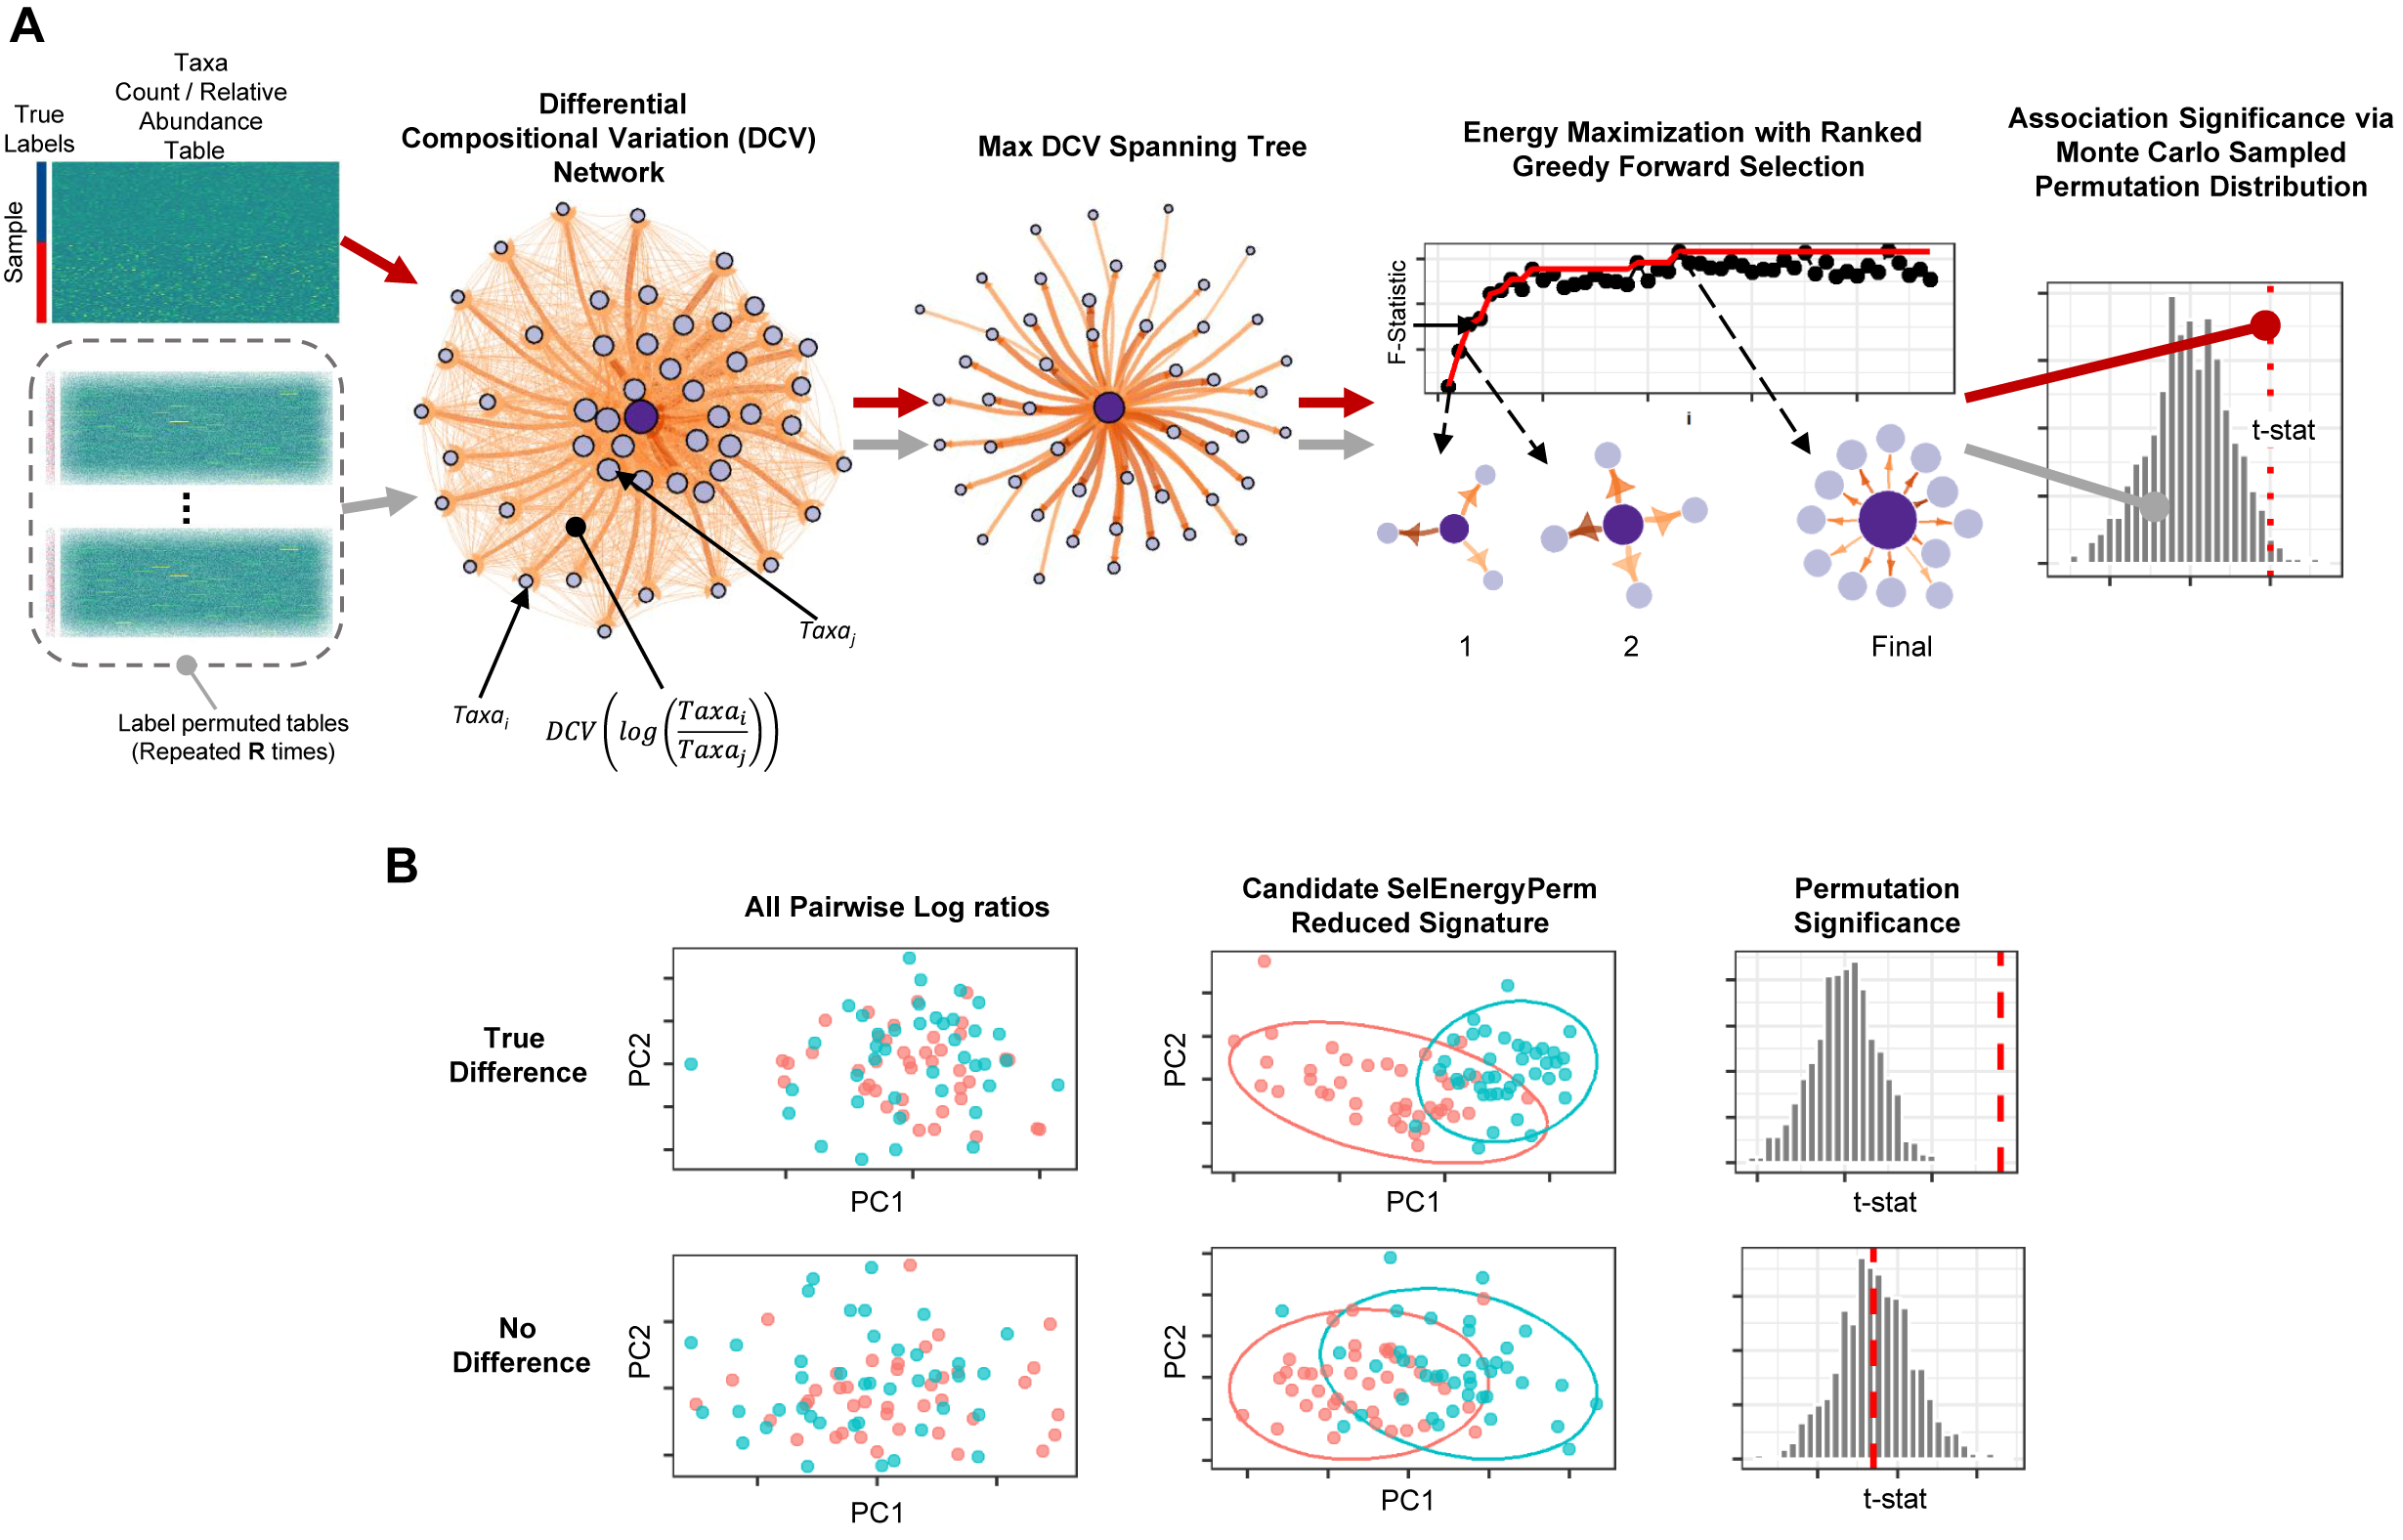 A
True
Labels
Taxa
Count / Relative
Abundance
Table
Sample
Label permuted tables
(Repeated R times)
Differential
Compositional Variation (DCV)
Network
Taxa_i
Taxa_j
DCV(log(Taxa_i/Taxa_j))
Max DCV Spanning Tree
Energy Maximization with Ranked
Greedy Forward Selection
F-Statistic
i
1
2
Final
Association Significance via
Monte Carlo Sampled
Permutation Distribution
t-stat
B
All Pairwise Log ratios
Candidate SelEnergyPerm
Reduced Signature
Permutation
Significance
True
Difference
PC2
PC1
PC2
PC1
t-stat
No
Difference
PC2
PC1
PC2
PC1
t-stat